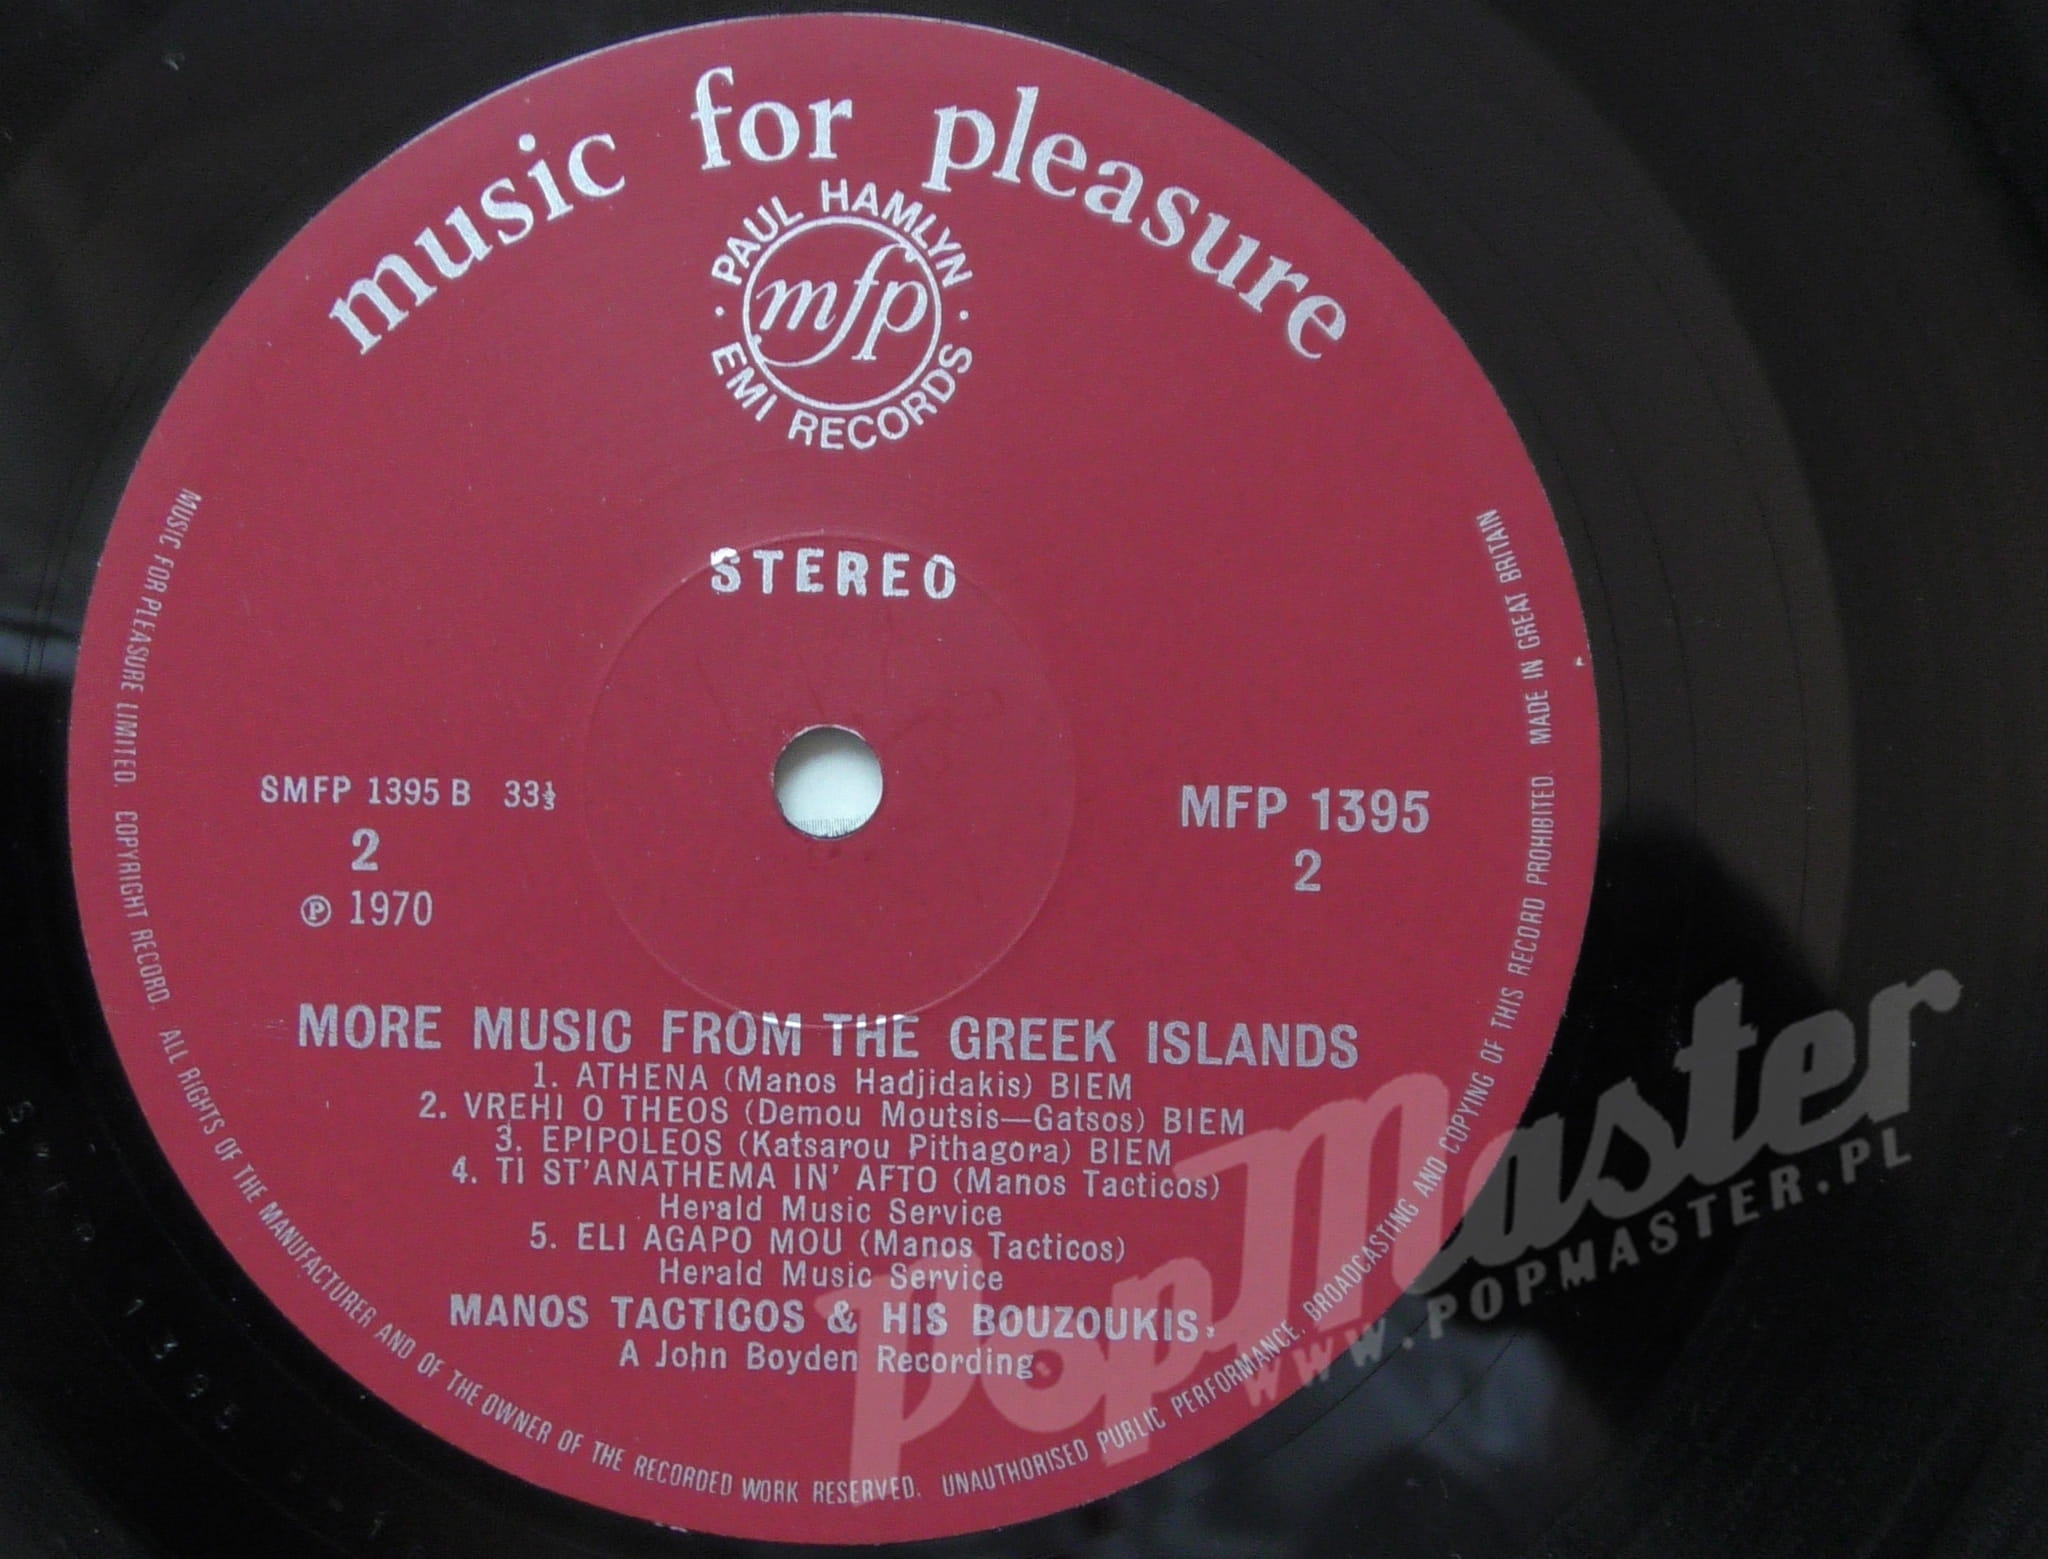 music for pleasure
PAUL HAMLYN
mfp
EMI RECORDS
STEREO
SMFP 1395 B 33⅓
2
℗ 1970
MFP 1395
2
MORE MUSIC FROM THE GREEK ISLANDS
1. ATHENA (Manos Hadjidakis) BIEM
2. VREHI O THEOS (Demou Moutsis—Gatsos) BIEM
3. EPIPOLEOS (Katsarou Pithagora) BIEM
4. TI ST'ANATHEMA IN' AFTO (Manos Tacticos)
Herald Music Service
5. ELI AGAPO MOU (Manos Tacticos)
Herald Music Service
MANOS TACTICOS & HIS BOUZOUKIS,
A John Boyden Recording
MUSIC FOR PLEASURE LIMITED. COPYRIGHT RECORD. ALL RIGHTS OF THE MANUFACTURER AND OF THE OWNER OF THE RECORDED WORK RESERVED. UNAUTHORISED PUBLIC PERFORMANCE, BROADCASTING AND COPYING OF THIS RECORD PROHIBITED. MADE IN GREAT BRITAIN
PopMaster
WWW.POPMASTER.PL